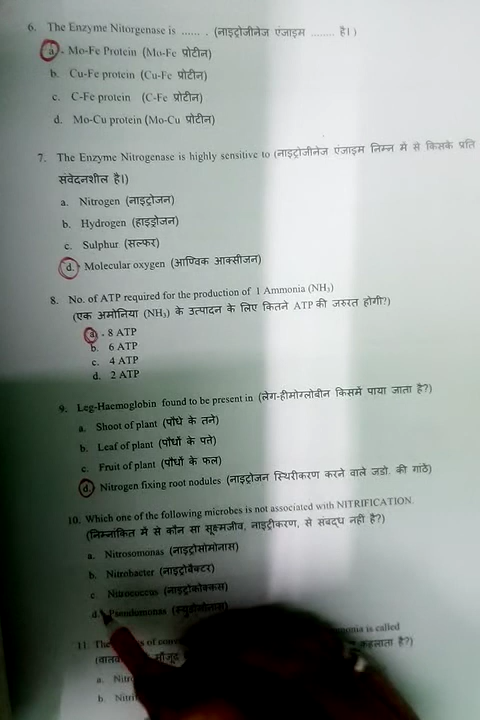 6. The Enzyme Nitorgenase is ...... . (नाइट्रोजीनेज एंजाइम ........ है। )
a. Mo-Fe Protein (Mo-Fe प्रोटीन)
b. Cu-Fe protein (Cu-Fe प्रोटीन)
c. C-Fe protein (C-Fe प्रोटीन)
d. Mo-Cu protein (Mo-Cu प्रोटीन)
7. The Enzyme Nitrogenase is highly sensitive to (नाइट्रोजीनेज एंजाइम निम्न में से किसके प्रति
संवेदनशील है।)
a. Nitrogen (नाइट्रोजन)
b. Hydrogen (हाइड्रोजन)
c. Sulphur (सल्फर)
d. Molecular oxygen (आण्विक आक्सीजन)
8. No. of ATP required for the production of 1 Ammonia (NH₃)
(एक अमोनिया (NH₃) के उत्पादन के लिए कितने ATP की जरुरत होगी?)
a. 8 ATP
b. 6 ATP
c. 4 ATP
d. 2 ATP
9. Leg-Haemoglobin found to be present in (लेग-हीमोग्लोबीन किसमें पाया जाता है?)
a. Shoot of plant (पौधे के तने)
b. Leaf of plant (पौधों के पत्ते)
c. Fruit of plant (पौधों के फल)
d. Nitrogen fixing root nodules (नाइट्रोजन स्थिरीकरण करने वाले जडो. की गांठें)
10. Which one of the following microbes is not associated with NITRIFICATION.
(निम्नांकित में से कौन सा सूक्ष्मजीव, नाइट्रीकरण, से संबद्ध नहीं है?)
a. Nitrosomonas (नाइट्रोसोमोनास)
b. Nitrobacter (नाइट्रोबैक्टर)
c. Nitrococcus (नाइट्रोकोक्कस)
d. Pseudomonas
11. The of is called
मौजूद कहलाता है?)
a.
b.